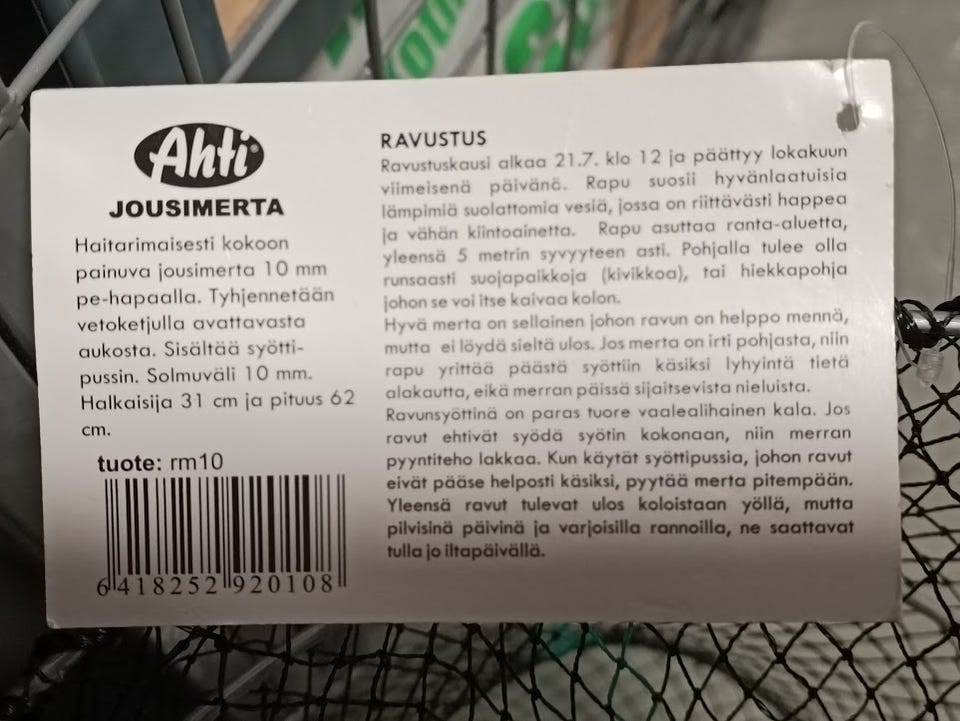 Ahti®
JOUSIMERTA
Haitarimaisesti kokoon
painuva jousimerta 10 mm
pe-hapaalla. Tyhjennetään
vetoketjulla avattavasta
aukosta. Sisältää syötti-
pussin. Solmuväli 10 mm.
Halkaisija 31 cm ja pituus 62
cm.
tuote: rm10
6 418252 920108
RAVUSTUS
Ravustuskausi alkaa 21.7. klo 12 ja päättyy lokakuun
viimeisenä päivänä. Rapu suosii hyvänlaatuisia
lämpimiä suolattomia vesiä, jossa on riittävästi happea
ja vähän kiintoainetta. Rapu asuttaa ranta-aluetta,
yleensä 5 metrin syvyyteen asti. Pohjalla tulee olla
runsaasti suojapaikkoja (kivikkoa), tai hiekkapohja
johon se voi itse kaivaa kolon.
Hyvä merta on sellainen johon ravun on helppo mennä,
mutta ei löydä sieltä ulos. Jos merta on irti pohjasta, niin
rapu yrittää päästä syöttiin käsiksi lyhyintä tietä
alakautta, eikä merran päissä sijaitsevista nieluista.
Ravunsyöttinä on paras tuore vaalealihainen kala. Jos
ravut ehtivät syödä syötin kokonaan, niin merran
pyyntiteho lakkaa. Kun käytät syöttipussia, johon ravut
eivät pääse helposti käsiksi, pyytää merta pitempään.
Yleensä ravut tulevat ulos koloistaan yöllä, mutta
pilvisinä päivinä ja varjoisilla rannoilla, ne saattavat
tulla jo iltapäivällä.